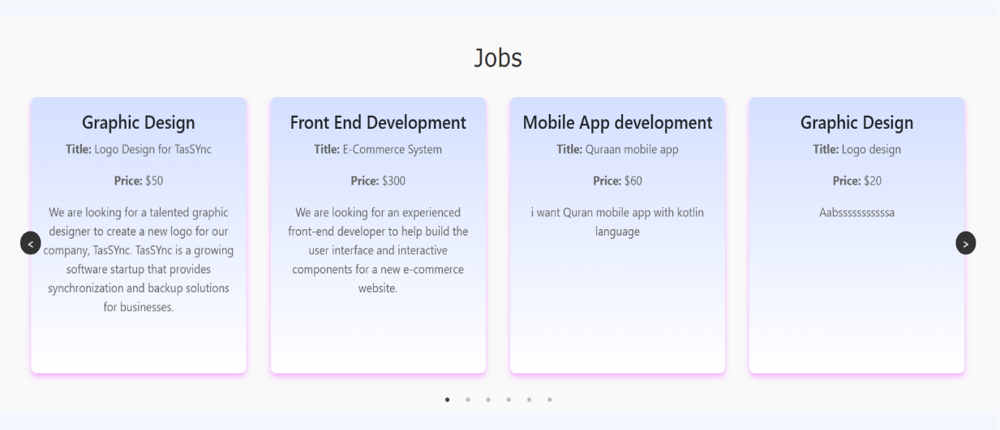 Jobs
Graphic Design
Title: Logo Design for TasSYnc
Price: $50
We are looking for a talented graphic
designer to create a new logo for our
company, TasSYnc. TasSYnc is a growing
software startup that provides
synchronization and backup solutions
for businesses.
Front End Development
Title: E-Commerce System
Price: $300
We are looking for an experienced
front-end developer to help build the
user interface and interactive
components for a new e-commerce
website.
Mobile App development
Title: Quraan mobile app
Price: $60
i want Quran mobile app with kotlin
language
Graphic Design
Title: Logo design
Price: $20
Aabsssssssssssa
<
>